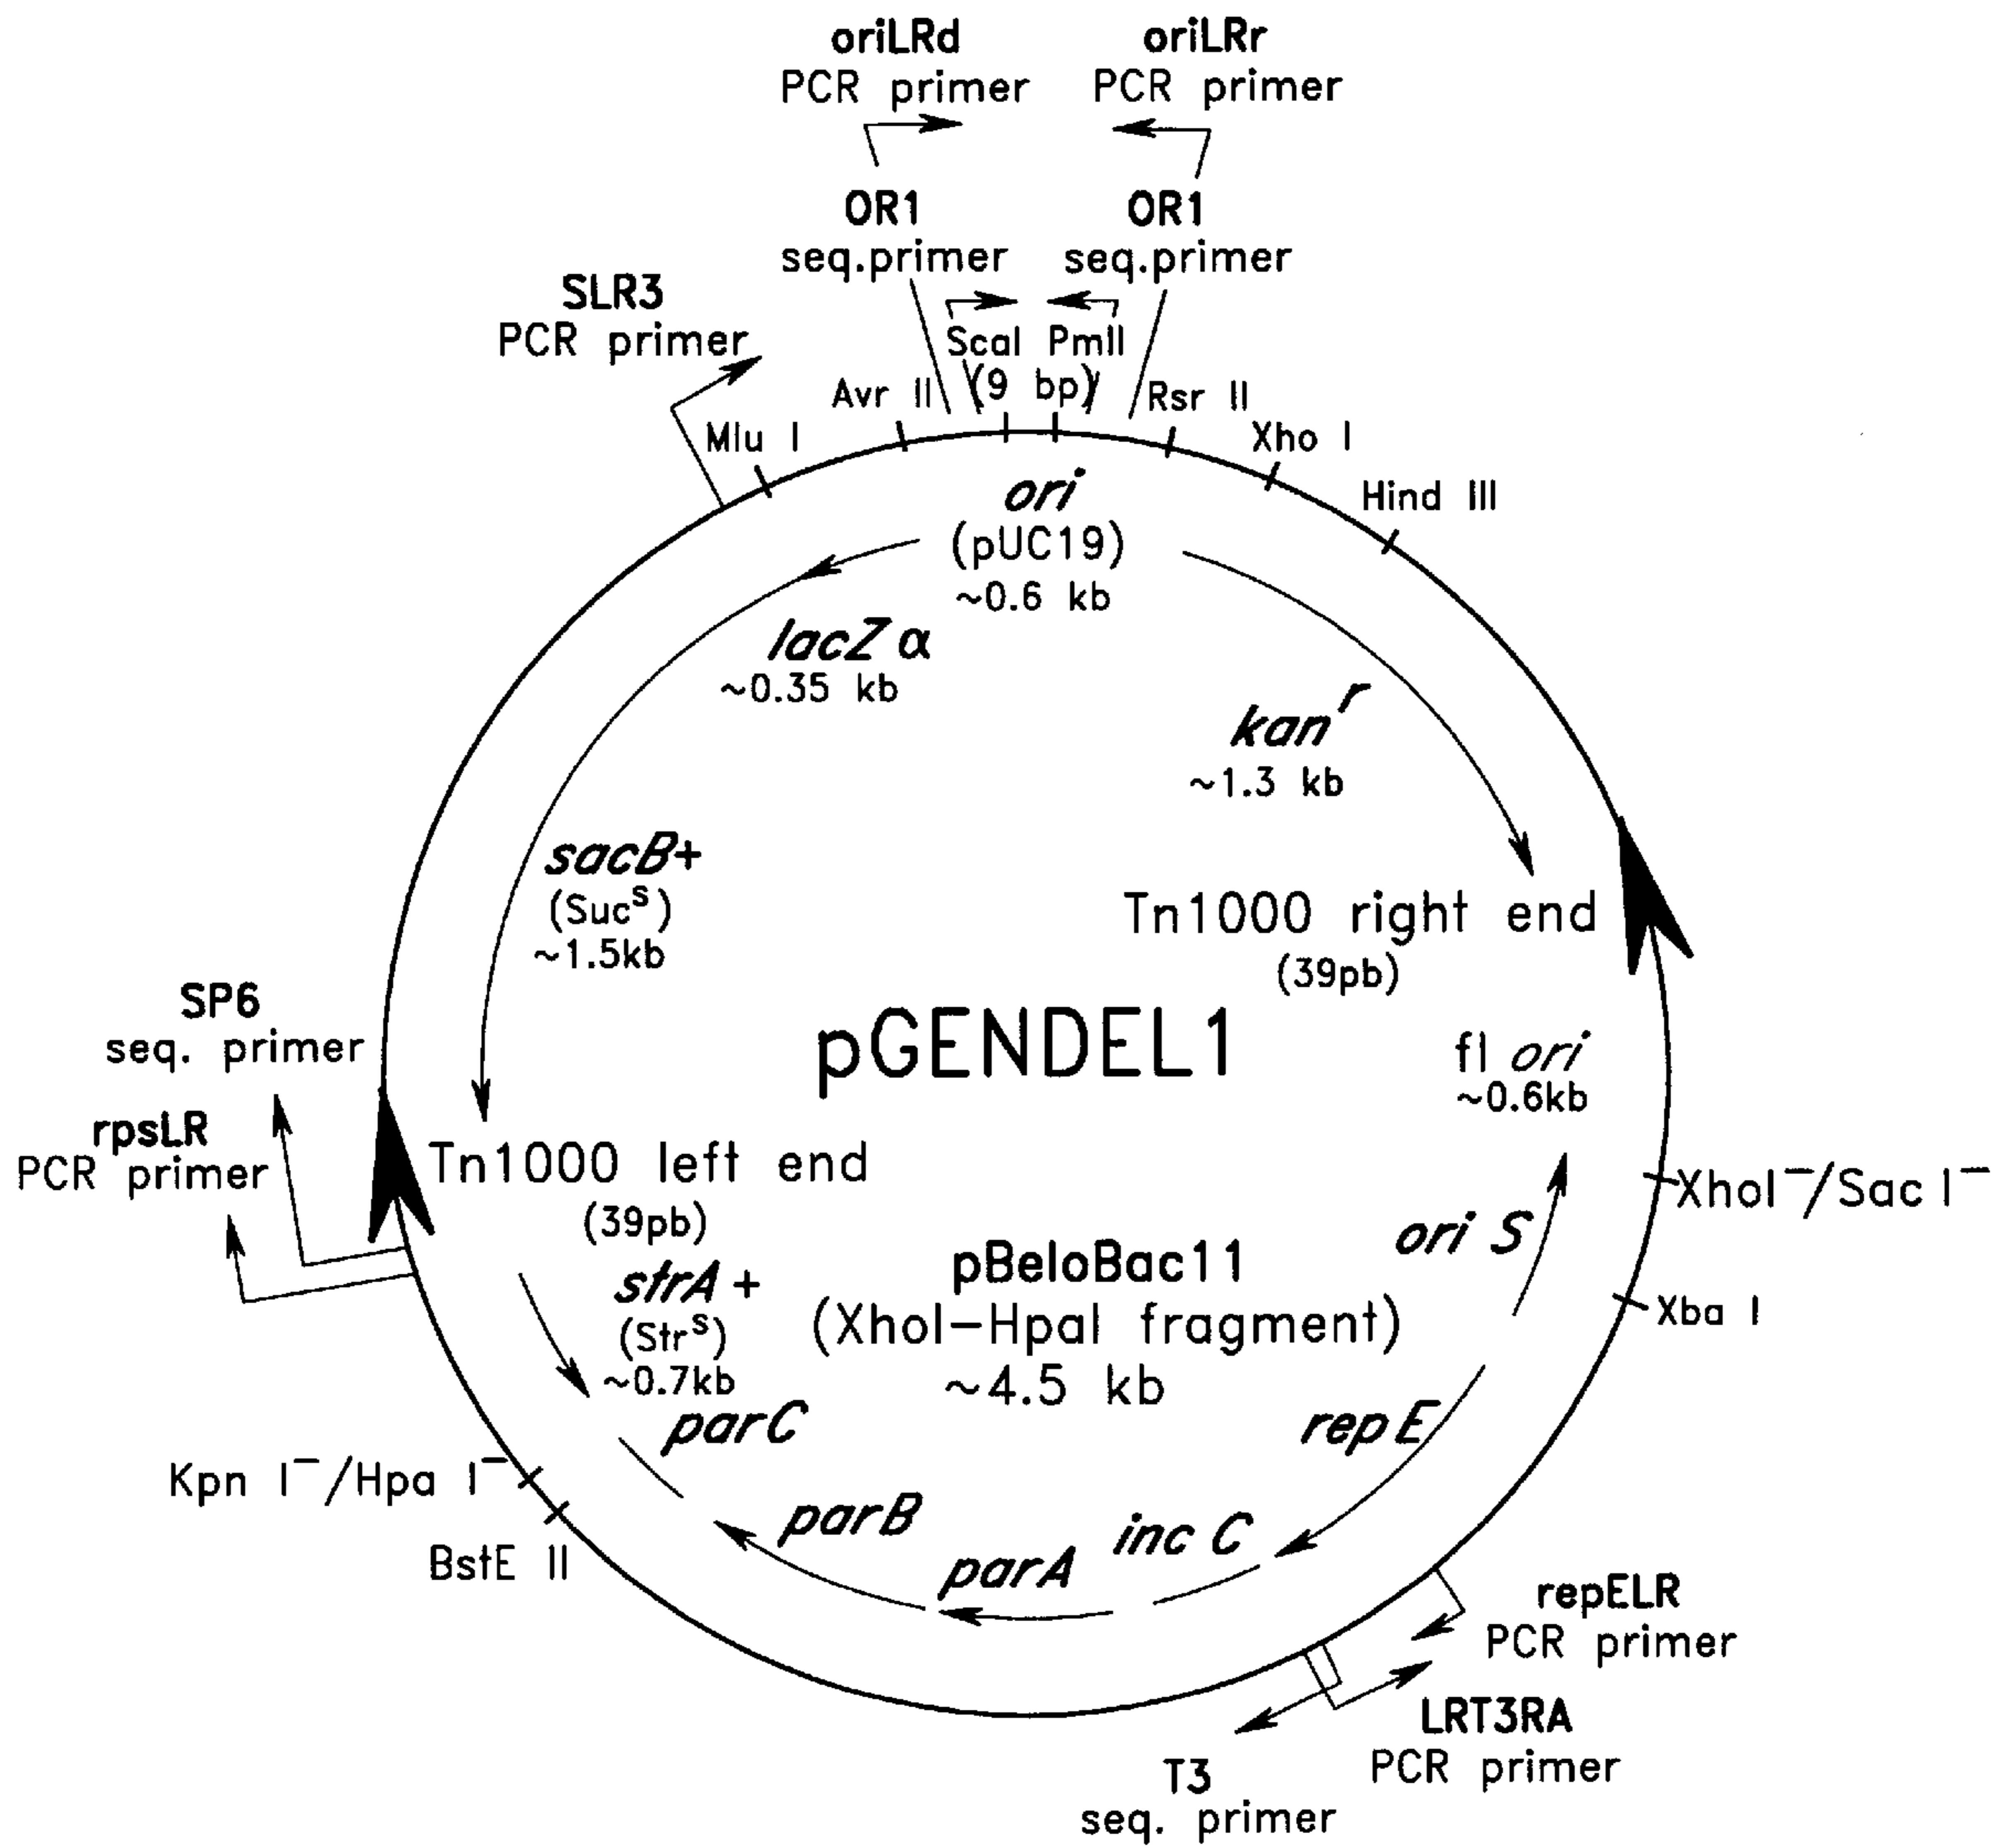 oriLRd
PCR primer
oriLRr
PCR primer
OR1
seq.primer
OR1
seq.primer
SLR3
PCR primer
ScaI PmlI
(9 bp)
Avr II
Rsr II
Mlu I
Xho I
Hind III
ori
(pUC19)
~0.6 kb
lacZ α
~0.35 kb
kan r
~1.3 kb
sacB+
(Suc s)
~1.5kb
Tn1000 right end
(39pb)
SP6
seq. primer
pGENDEL1
fl ori
~0.6kb
rpsLR
PCR primer
Tn1000 left end
(39pb)
XhoI–/Sac I–
ori S
pBeloBac11
(XhoI–HpaI fragment)
~4.5 kb
strA +
(Str s)
~0.7kb
Xba I
parC
rep E
Kpn I–/Hpa I–
parB
inc C
parA
BstE II
repELR
PCR primer
LRT3RA
PCR primer
T3
seq. primer